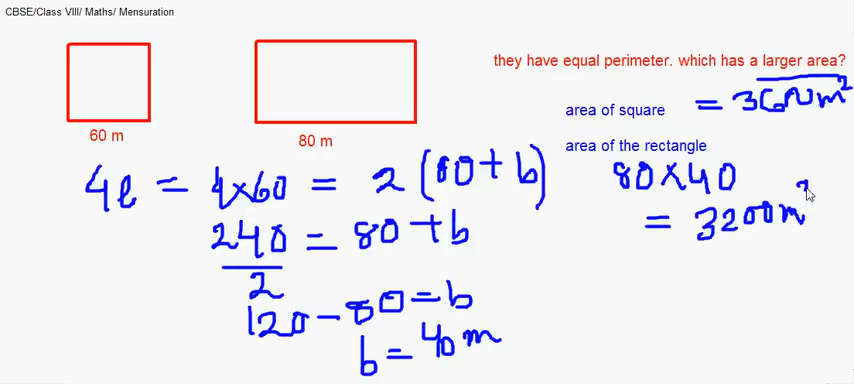 CBSE/Class VIII/ Maths/ Mensuration
they have equal perimeter. which has a larger area?
area of square = 3600m²
60 m
80 m
area of the rectangle
4l = 4×60 = 2 (80+b)
80×40
240/2 = 80+b
= 3200m²
120-80=b
b=40m